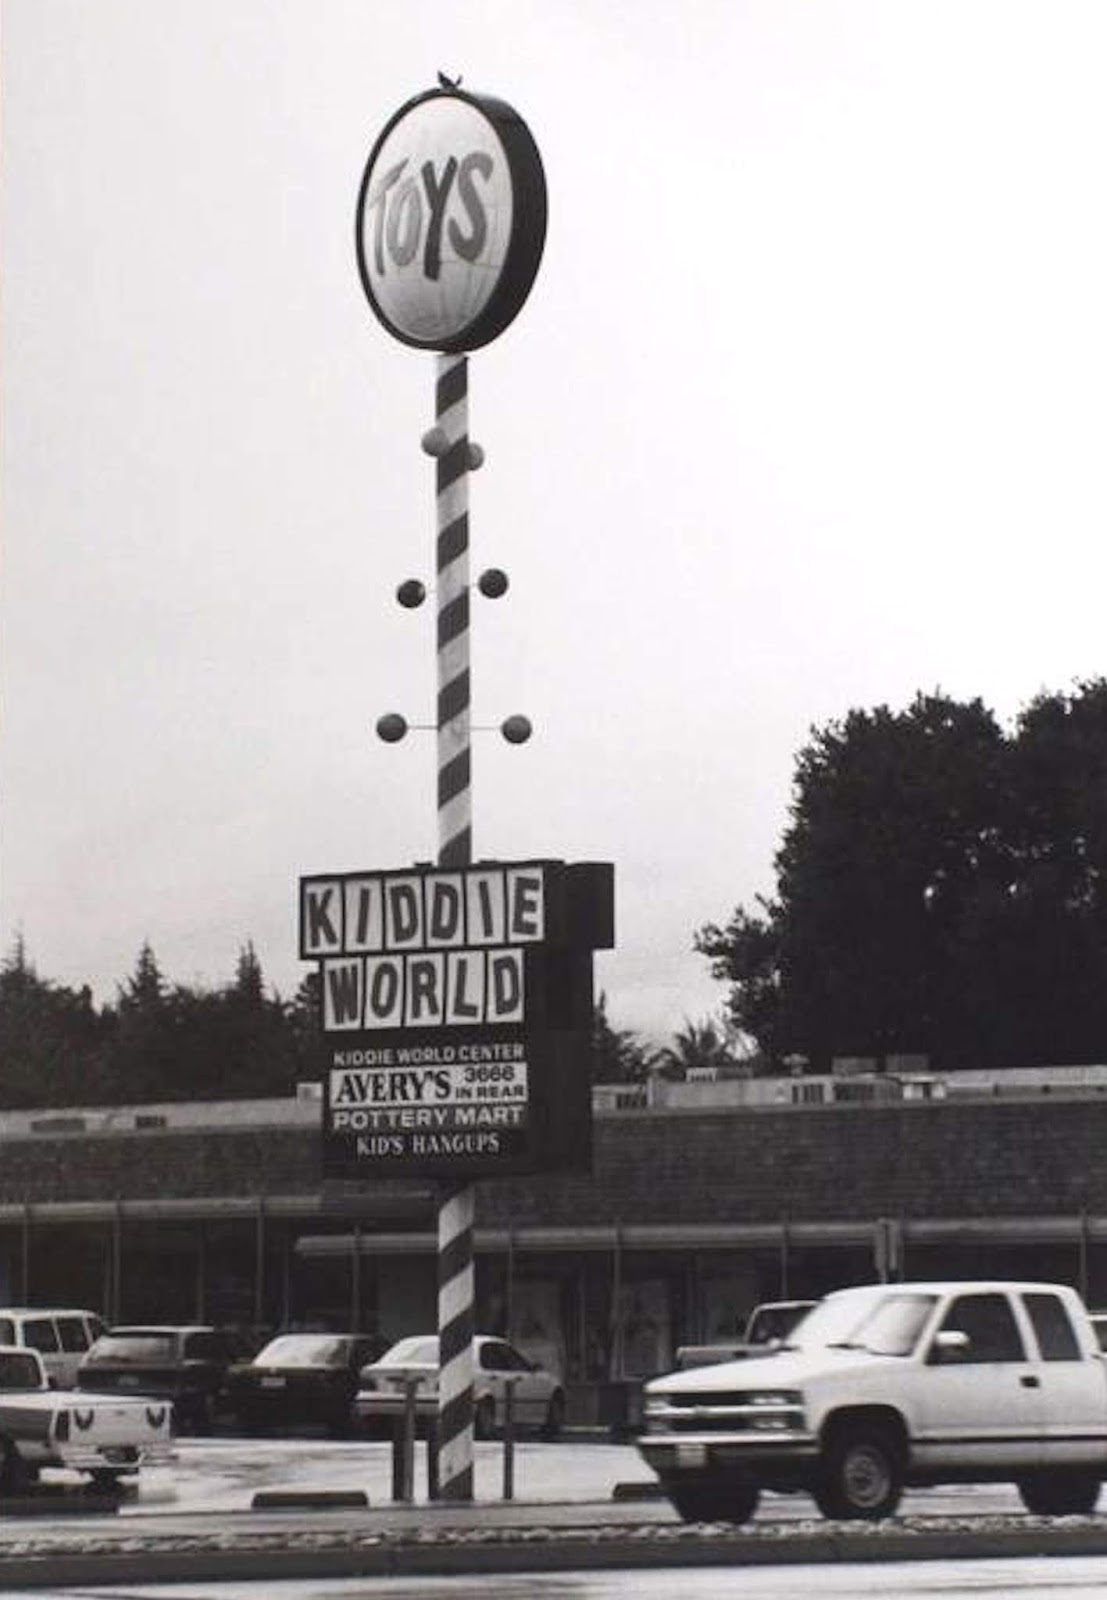 TOYS
KIDDIE
WORLD
KIDDIE WORLD CENTER
AVERY'S 3666 IN REAR
POTTERY MART
KID'S HANGUPS